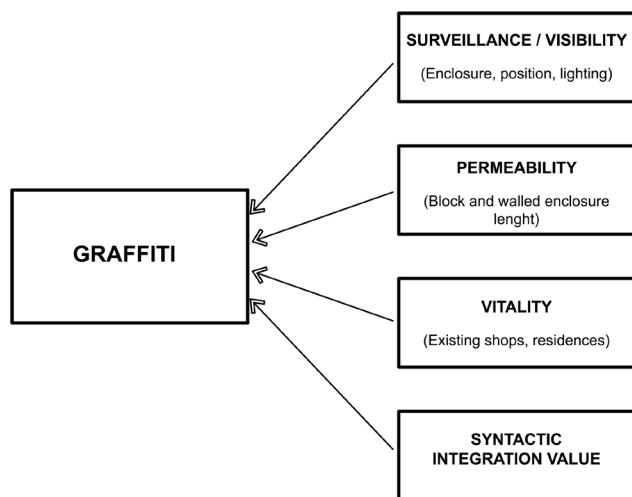 SURVEILLANCE / VISIBILITY
(Enclosure, position, lighting)
PERMEABILITY
(Block and walled enclosure
lenght)
GRAFFITI
VITALITY
(Existing shops, residences)
SYNTACTIC
INTEGRATION VALUE